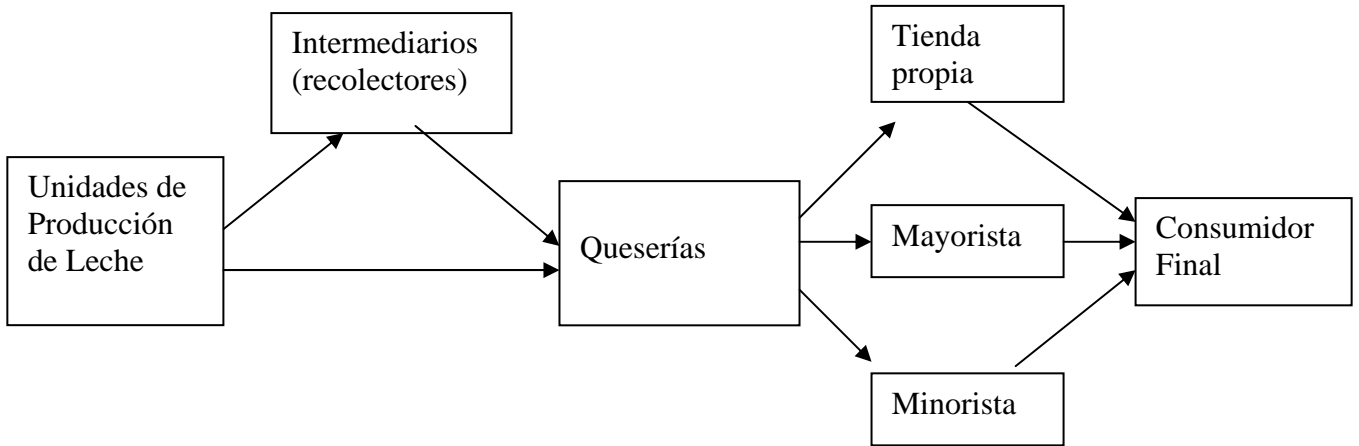 Intermediarios
(recolectores)
Tienda
propia
Unidades de
Producción
de Leche
Queserías
Mayorista
Consumidor
Final
Minorista